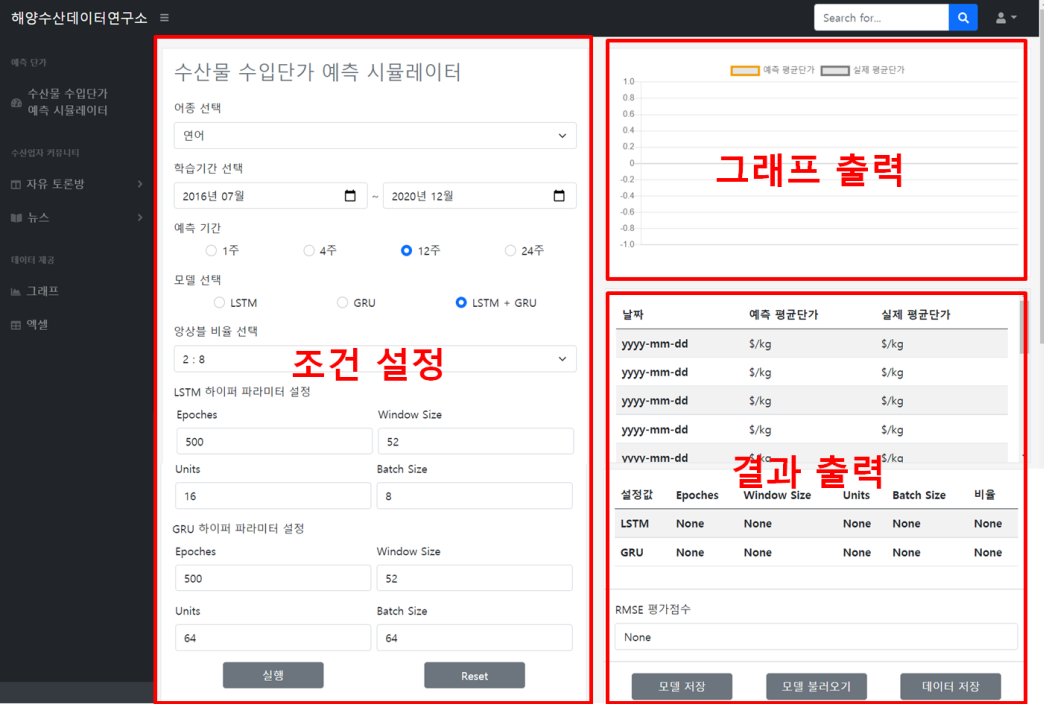 해양수산데이터연구소
Search for...
예측 단가
수산물 수입단가
예측 시뮬레이터
수산업자 커뮤니티
자유 토론방
뉴스
데이터 제공
그래프
엑셀
수산물 수입단가 예측 시뮬레이터
어종 선택
연어
학습기간 선택
2016년 07월 ~ 2020년 12월
예측 기간
1주 4주 12주 24주
모델 선택
LSTM GRU LSTM + GRU
앙상블 비율 선택
2 : 8
조건 설정
LSTM 하이퍼 파라미터 설정
Epoches Window Size
500 52
Units Batch Size
16 8
GRU 하이퍼 파라미터 설정
Epoches Window Size
500 52
Units Batch Size
64 64
실행 Reset
예측 평균단가 실제 평균단가
1.0
0.8
0.6
0.4
0.2
0
-0.2
-0.4
-0.6
-0.8
-1.0
그래프 출력
날짜 예측 평균단가 실제 평균단가
yyyy-mm-dd $/kg $/kg
yyyy-mm-dd $/kg $/kg
yyyy-mm-dd $/kg $/kg
yyyy-mm-dd $/kg $/kg
yyyy-mm-dd $/kg $/kg
결과 출력
설정값 Epoches Window Size Units Batch Size 비율
LSTM None None None None None
GRU None None None None None
RMSE 평가점수
None
모델 저장 모델 불러오기 데이터 저장